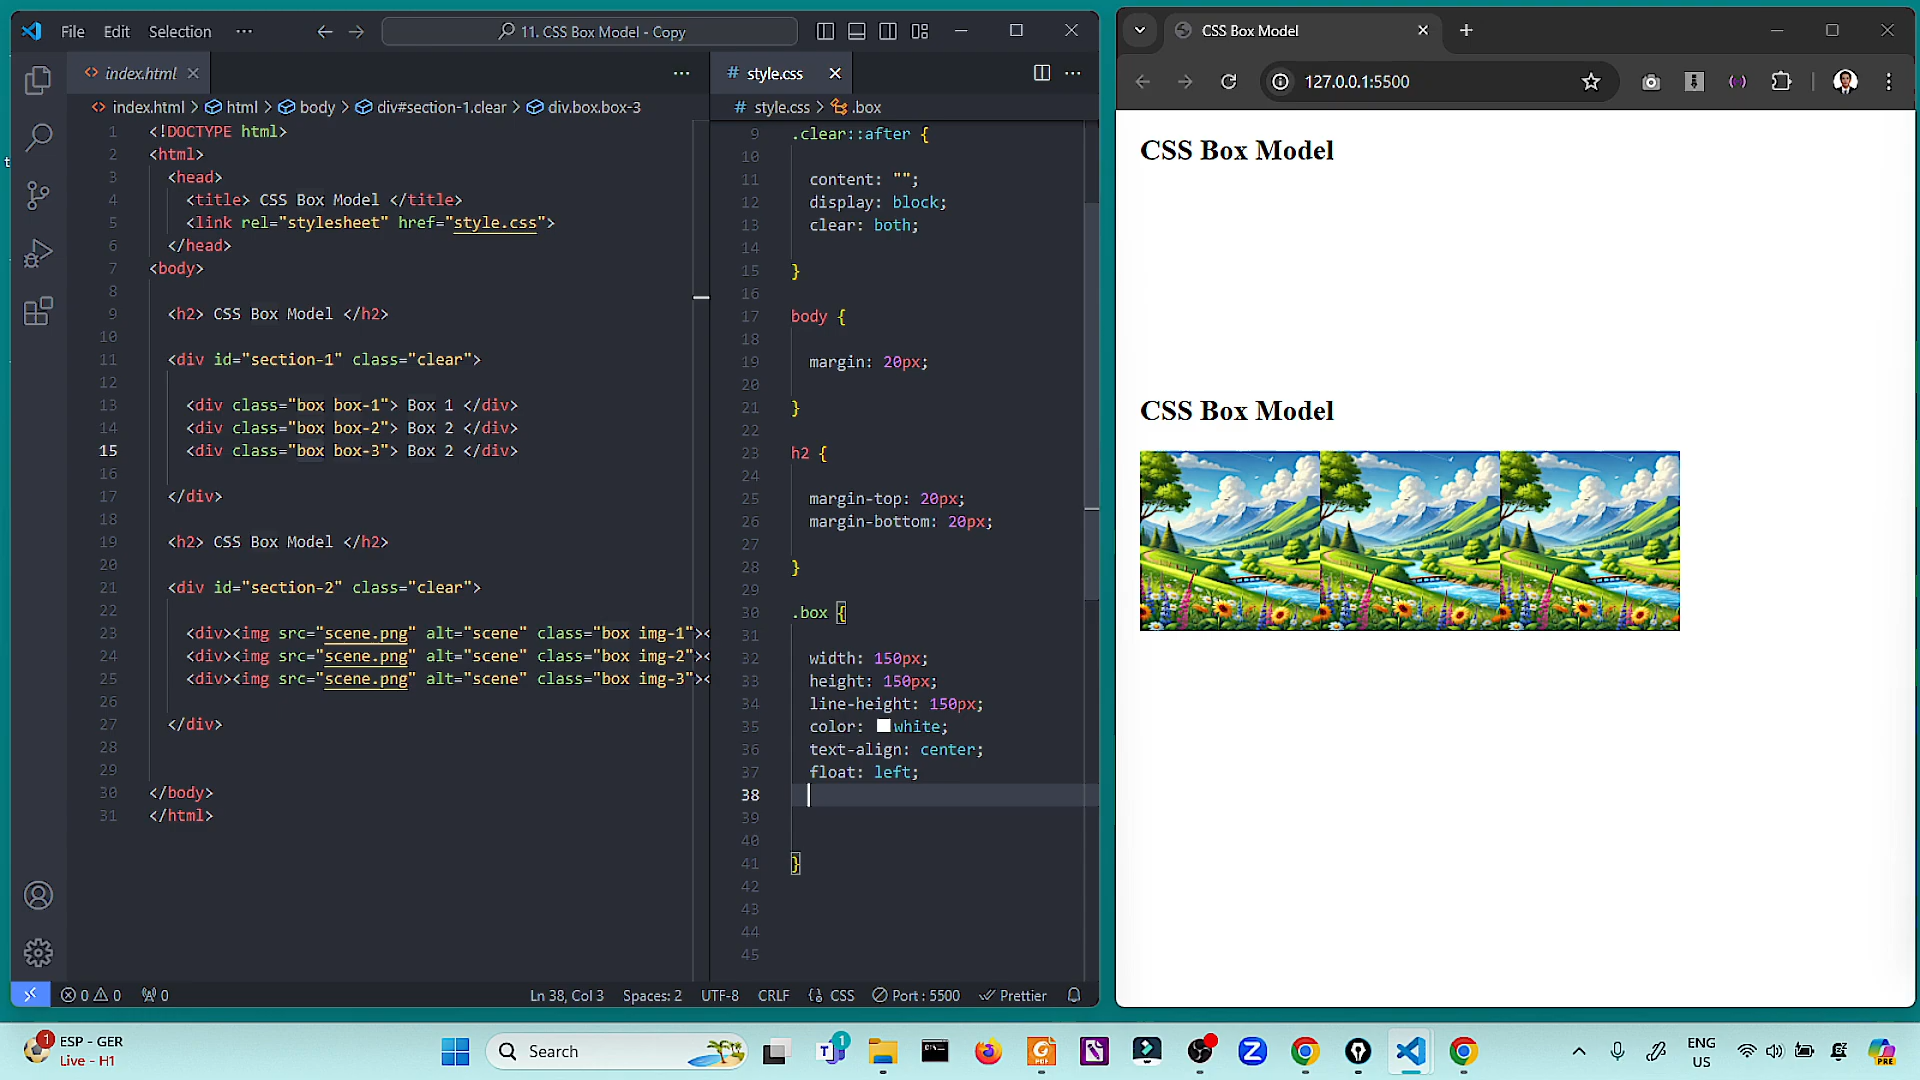 File Edit Selection ···
11. CSS Box Model - Copy
index.html
index.html > html > body > div#section-1.clear > div.box.box-3
1 <!DOCTYPE html>
2 <html>
3 <head>
4 <title> CSS Box Model </title>
5 <link rel="stylesheet" href="style.css">
6 </head>
7 <body>
8
9 <h2> CSS Box Model </h2>
10
11 <div id="section-1" class="clear">
12
13 <div class="box box-1"> Box 1 </div>
14 <div class="box box-2"> Box 2 </div>
15 <div class="box box-3"> Box 2 </div>
16
17 </div>
18
19 <h2> CSS Box Model </h2>
20
21 <div id="section-2" class="clear">
22
23 <div><img src="scene.png" alt="scene" class="box img-1"><
24 <div><img src="scene.png" alt="scene" class="box img-2"><
25 <div><img src="scene.png" alt="scene" class="box img-3"><
26
27 </div>
28
29
30 </body>
31 </html>
# style.css
# style.css > .box
9 .clear::after {
10
11 content: "";
12 display: block;
13 clear: both;
14
15 }
16
17 body {
18
19 margin: 20px;
20
21 }
22
23 h2 {
24
25 margin-top: 20px;
26 margin-bottom: 20px;
27
28 }
29
30 .box {
31
32 width: 150px;
33 height: 150px;
34 line-height: 150px;
35 color: white;
36 text-align: center;
37 float: left;
38
39
40
41 }
42
43
44
45
0 0 0
Ln 38, Col 3 Spaces: 2 UTF-8 CRLF {} CSS Port : 5500 Prettier
CSS Box Model
127.0.0.1:5500
CSS Box Model
CSS Box Model
1
ESP - GER
Live - H1
Search
1
ENG
US
PRE